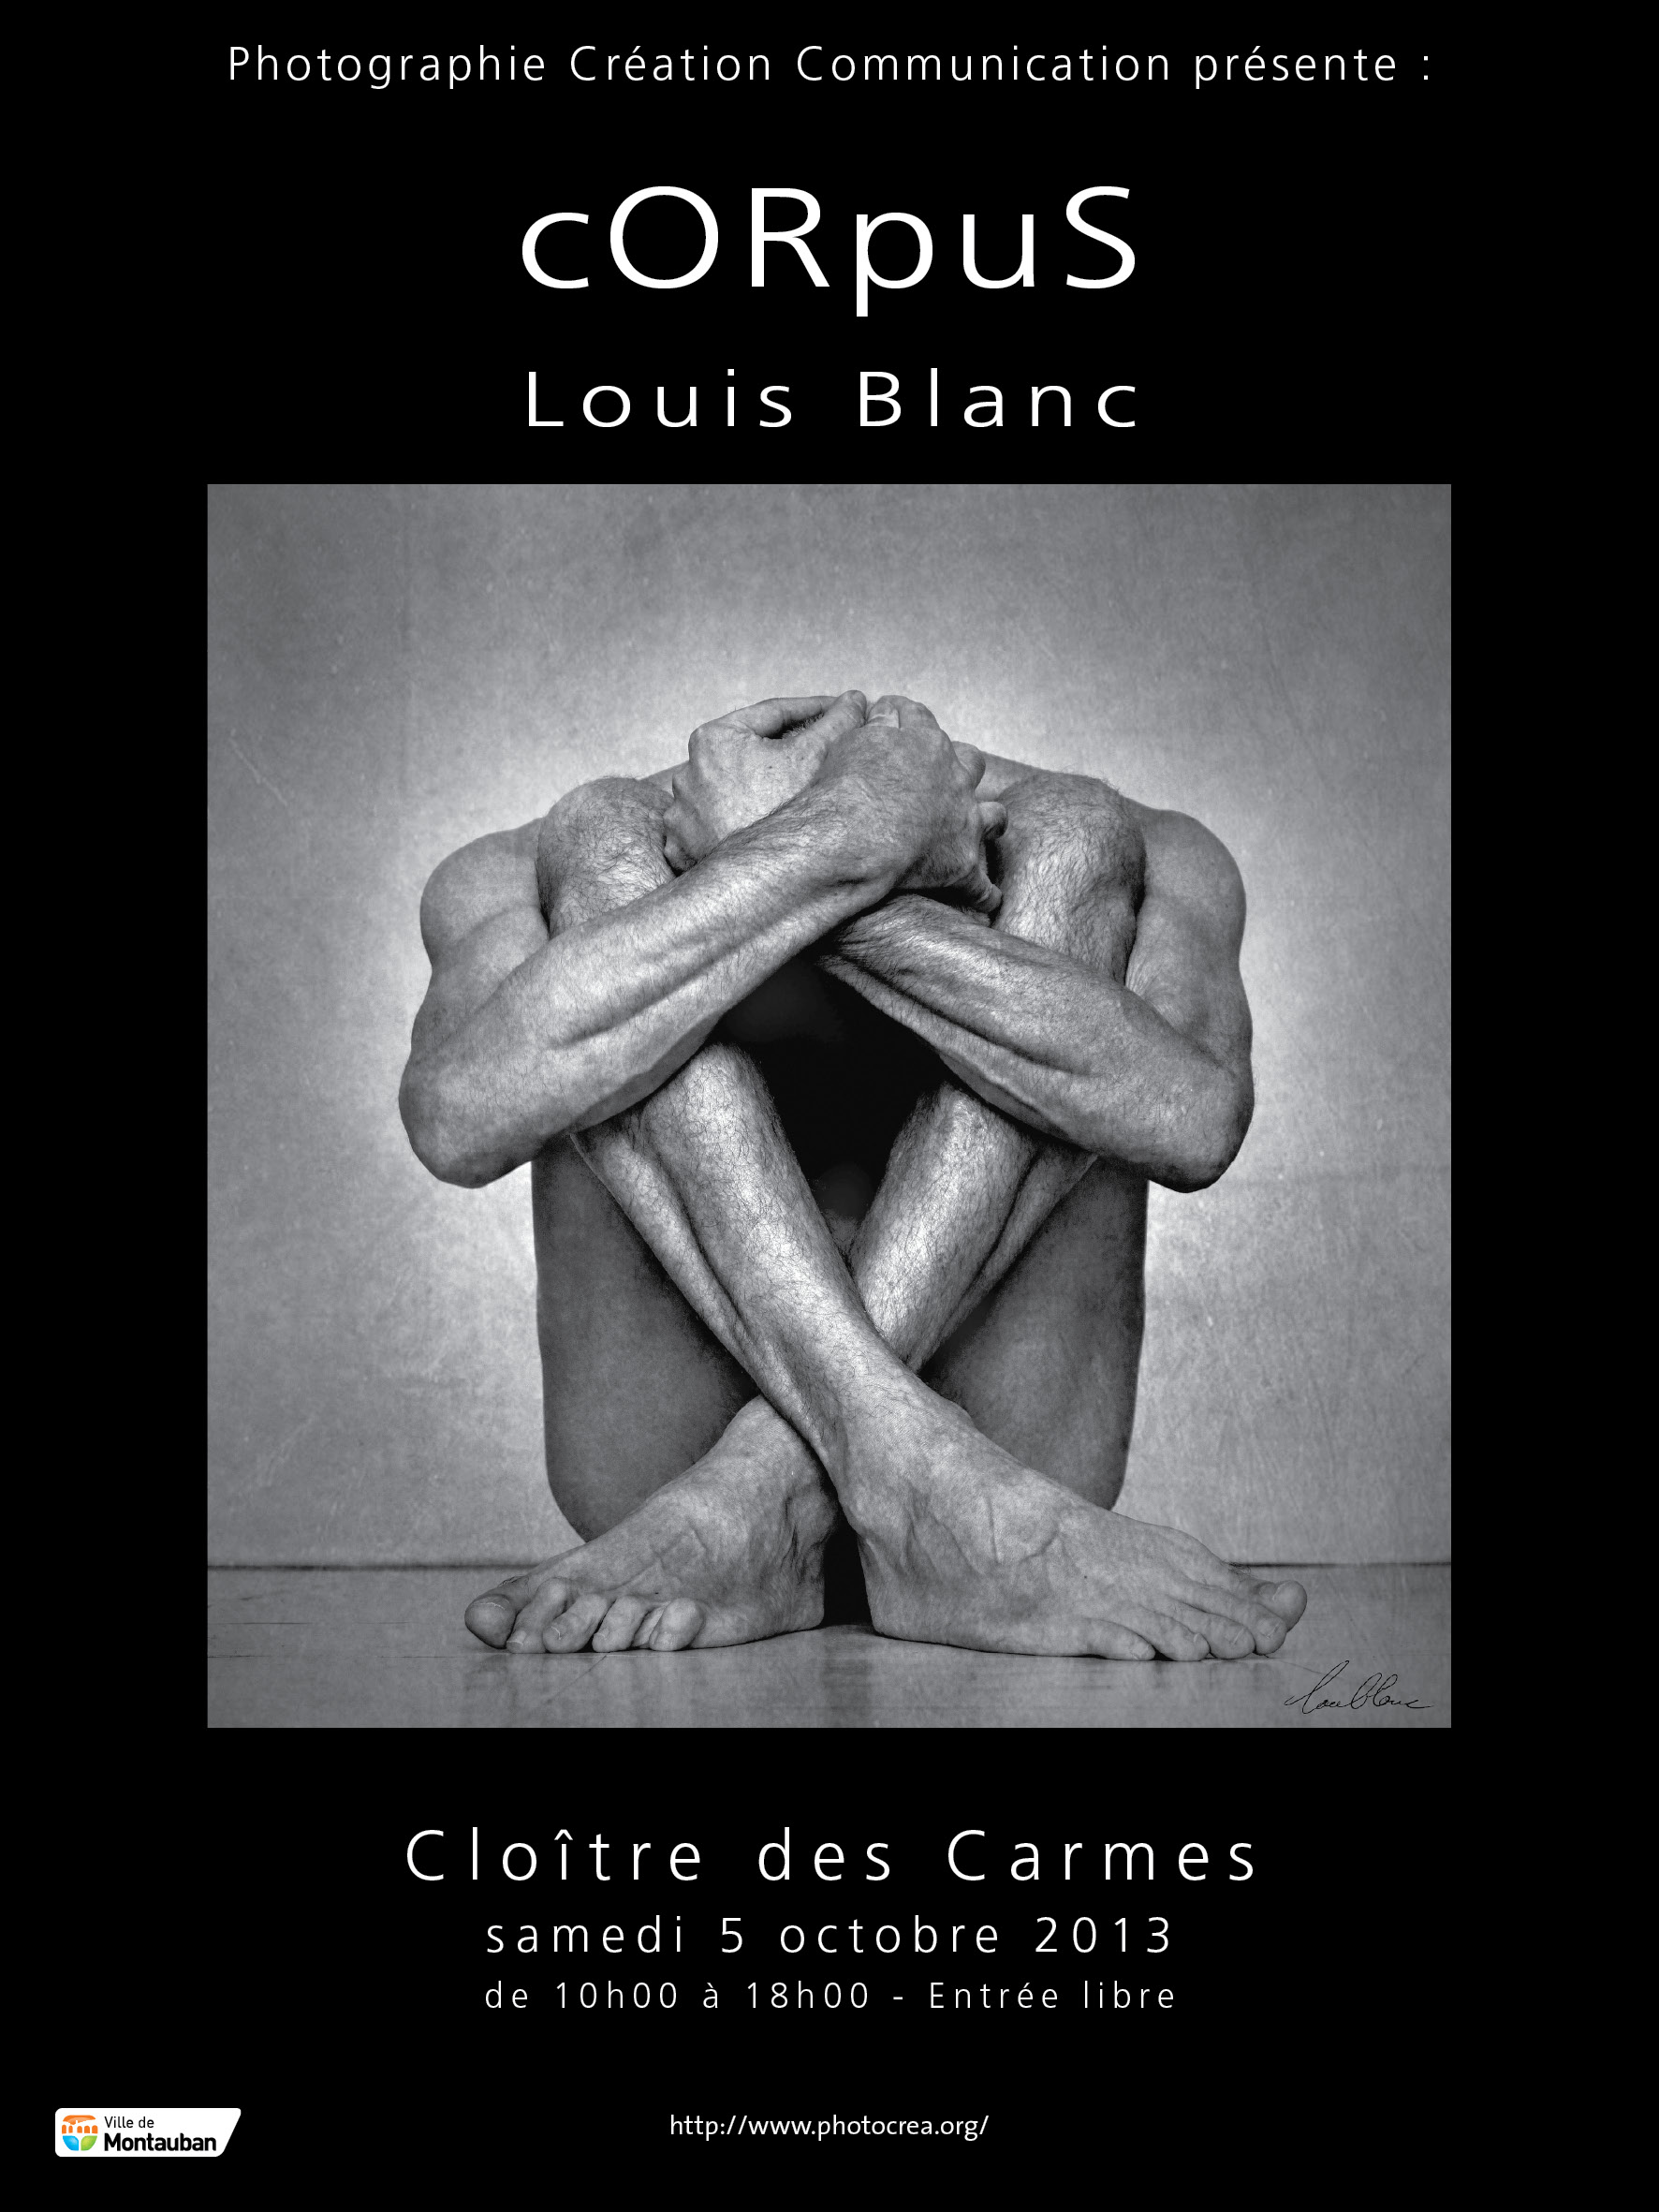 Photographie Création Communication présente :
cORpuS
Louis Blanc
Cloître des Carmes
samedi 5 octobre 2013
de 10h00 à 18h00 - Entrée libre
Ville de
Montauban
http://www.photocrea.org/